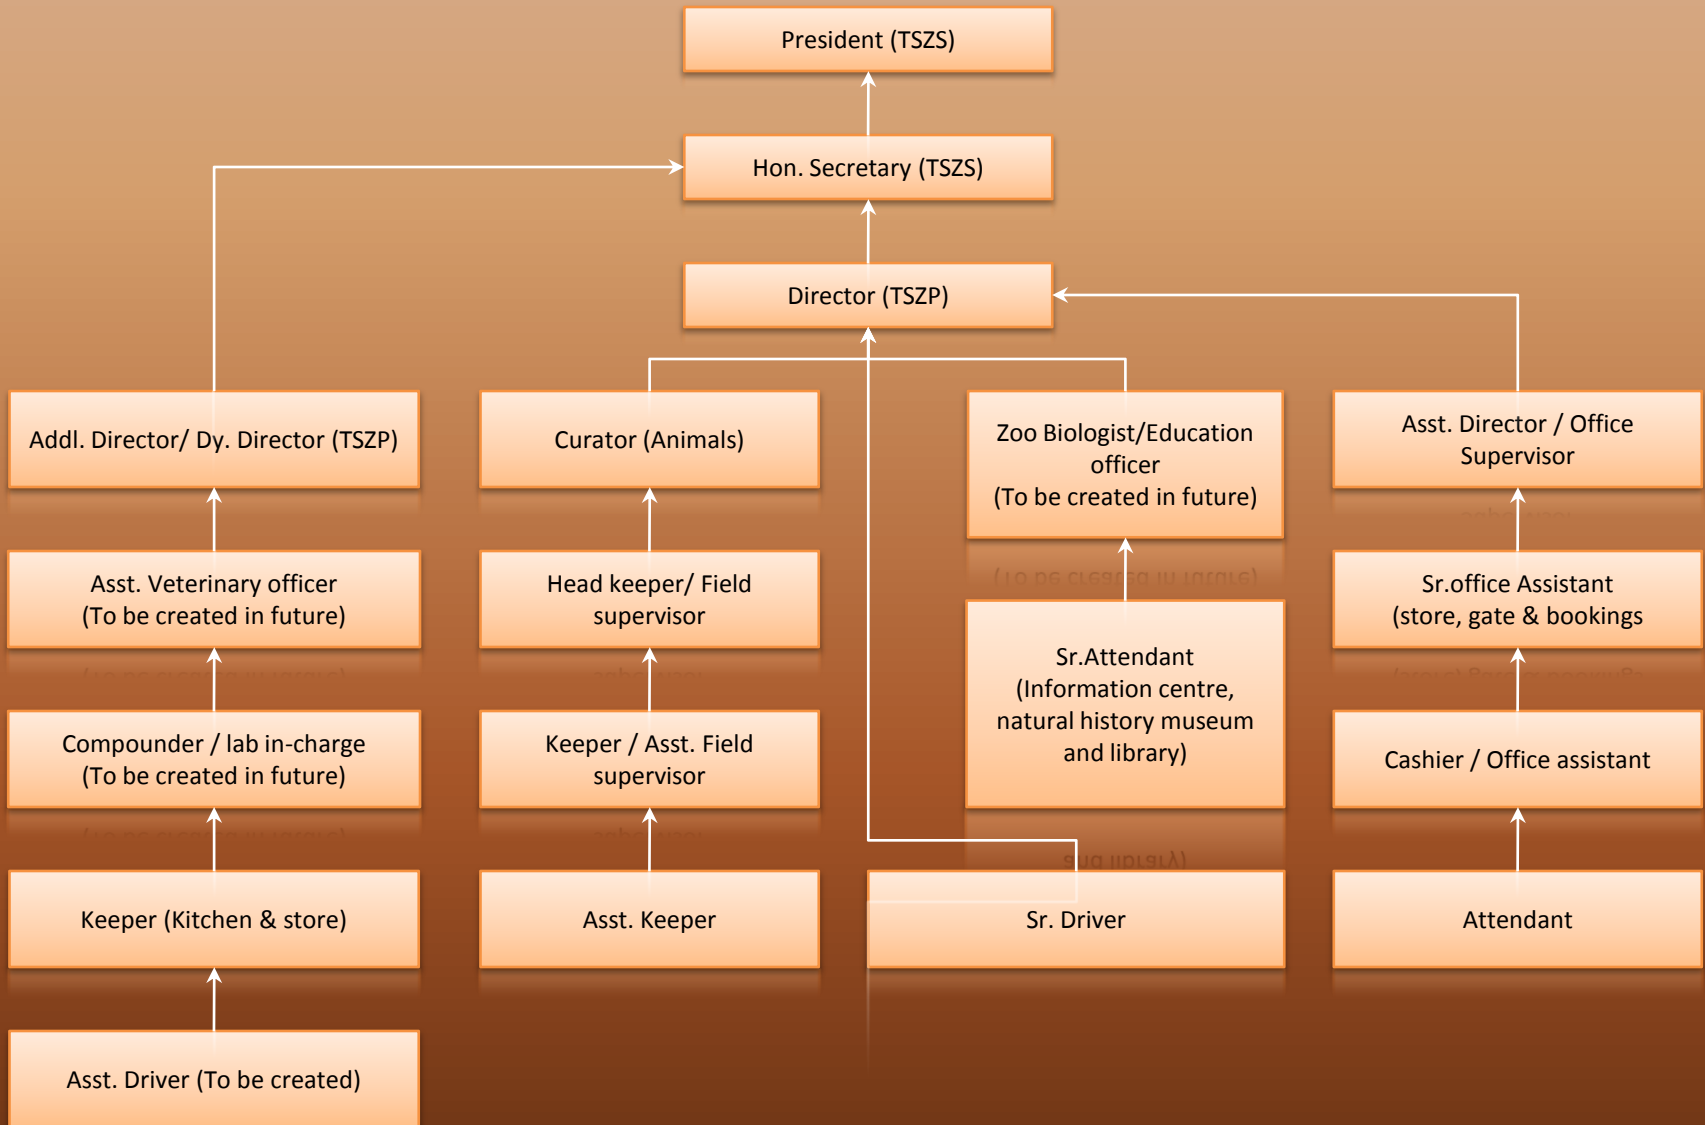 President (TSZS)
Hon. Secretary (TSZS)
Director (TSZP)
Addl. Director/ Dy. Director (TSZP)
Curator (Animals)
Zoo Biologist/Education
officer
(To be created in future)
Asst. Director / Office
Supervisor
Asst. Veterinary officer
(To be created in future)
Head keeper/ Field
supervisor
Sr.Attendant
(Information centre,
natural history museum
and library)
Sr.office Assistant
(store, gate & bookings
Compounder / lab in-charge
(To be created in future)
Keeper / Asst. Field
supervisor
Cashier / Office assistant
Keeper (Kitchen & store)
Asst. Keeper
Sr. Driver
Attendant
Asst. Driver (To be created)